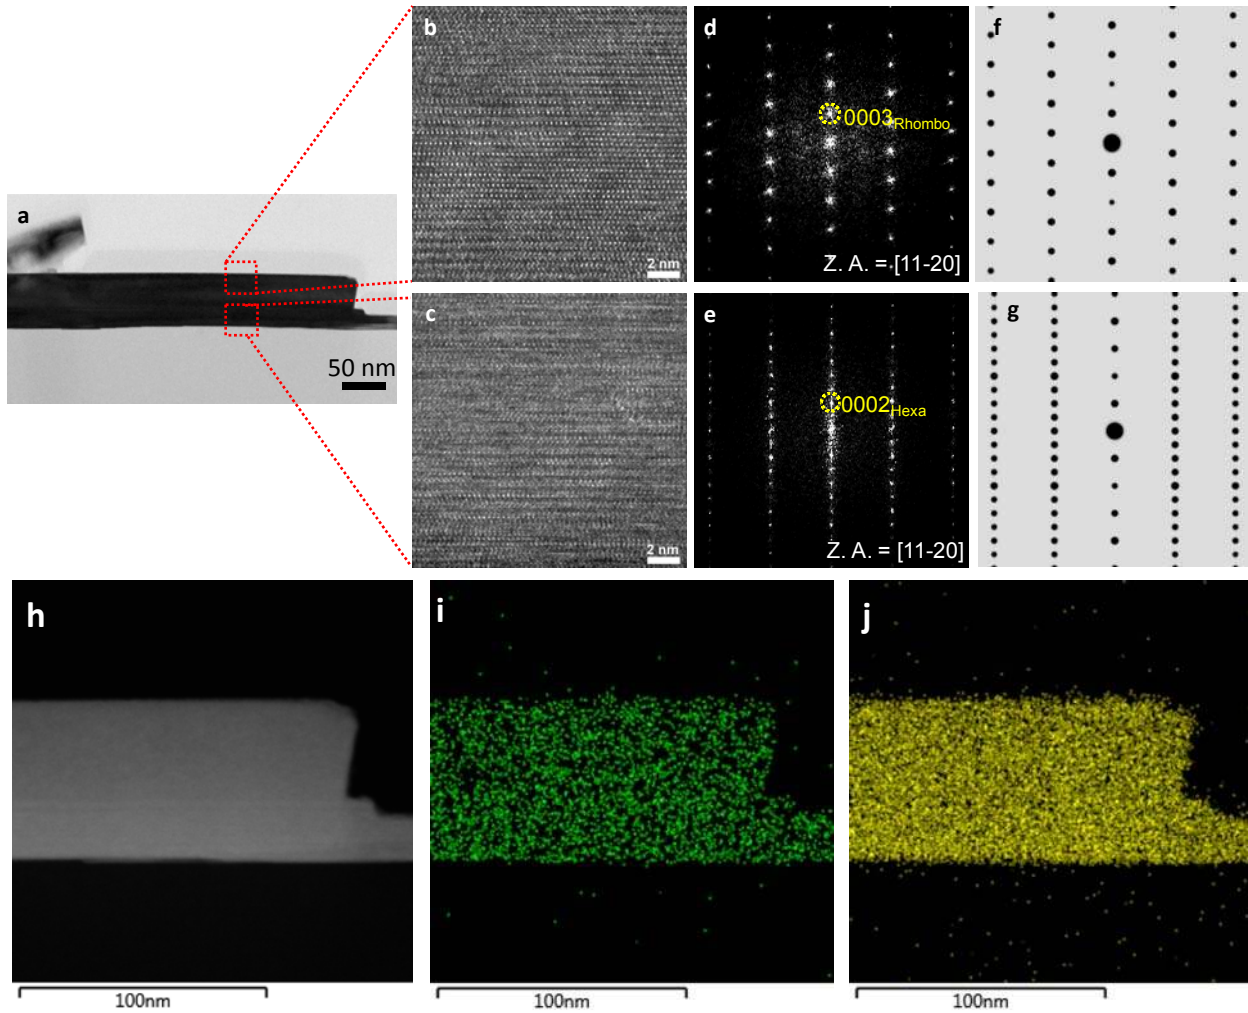 a
50 nm
b
2 nm
c
2 nm
d
0003Rhombo
Z. A. = [11-20]
e
0002Hexa
Z. A. = [11-20]
f
g
h
100nm
i
100nm
j
100nm